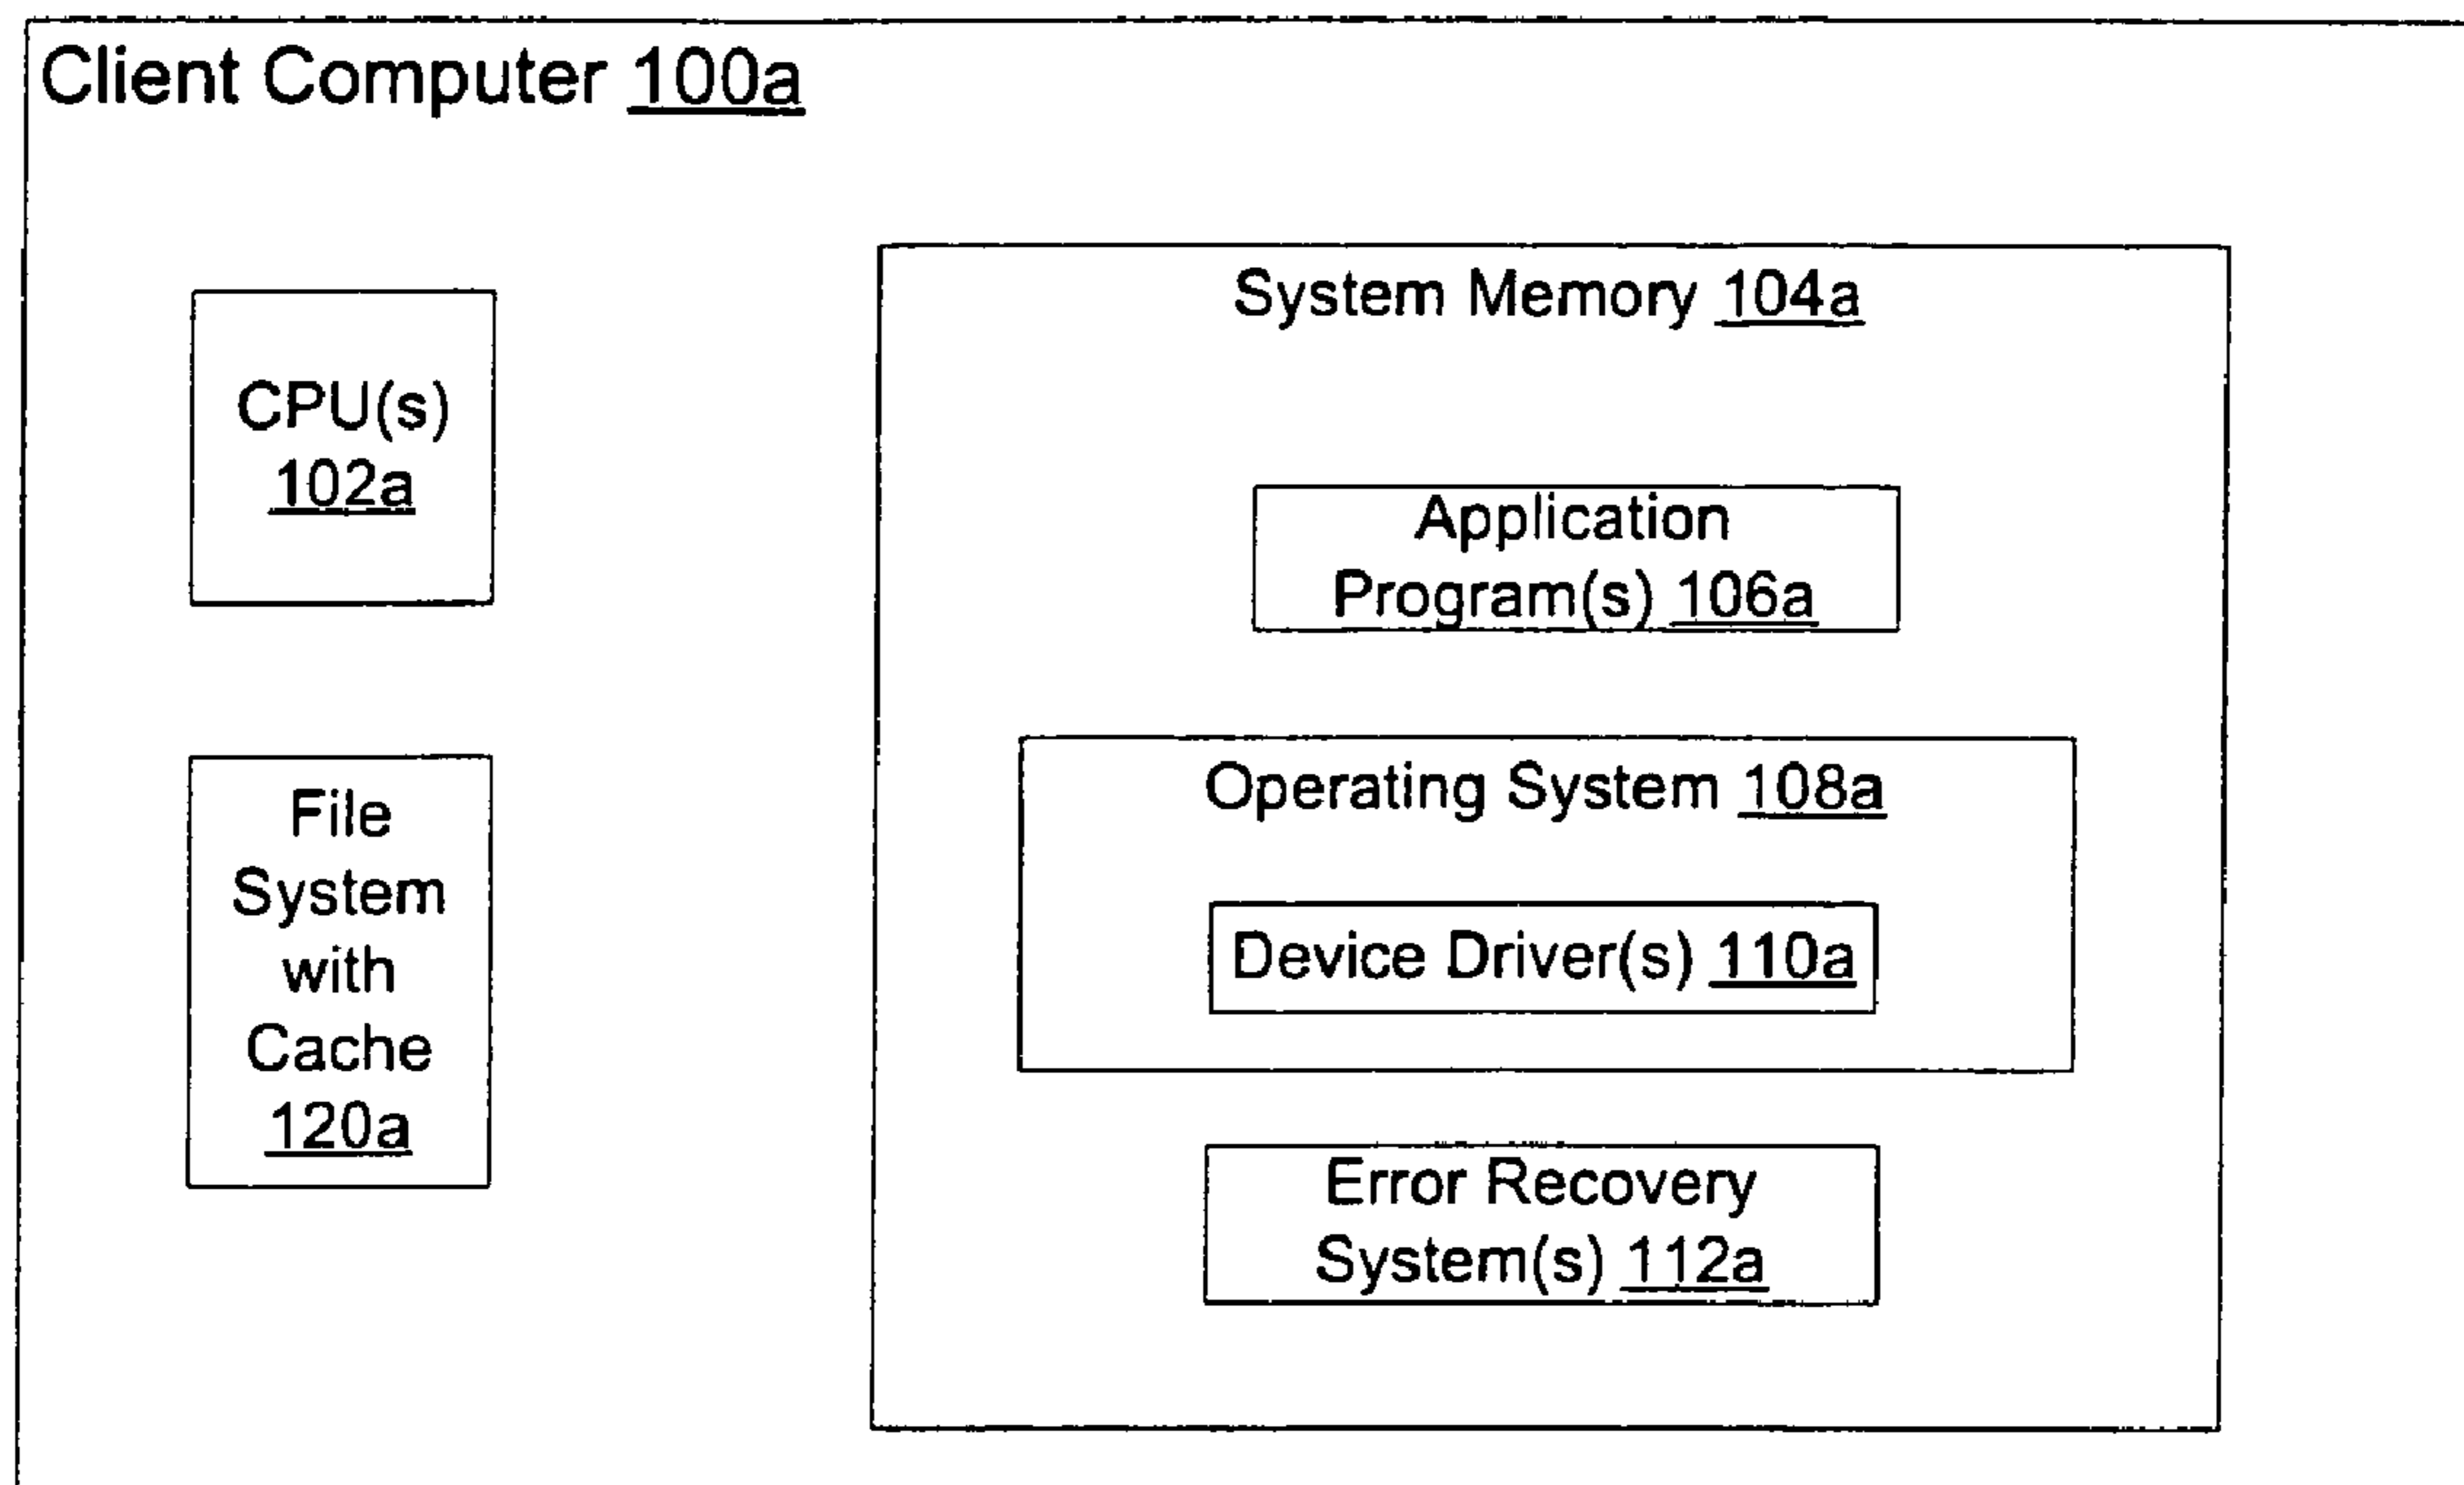 Client Computer 100a
CPU(s)
102a
File
System
with
Cache
120a
System Memory 104a
Application
Program(s) 106a
Operating System 108a
Device Driver(s) 110a
Error Recovery
System(s) 112a